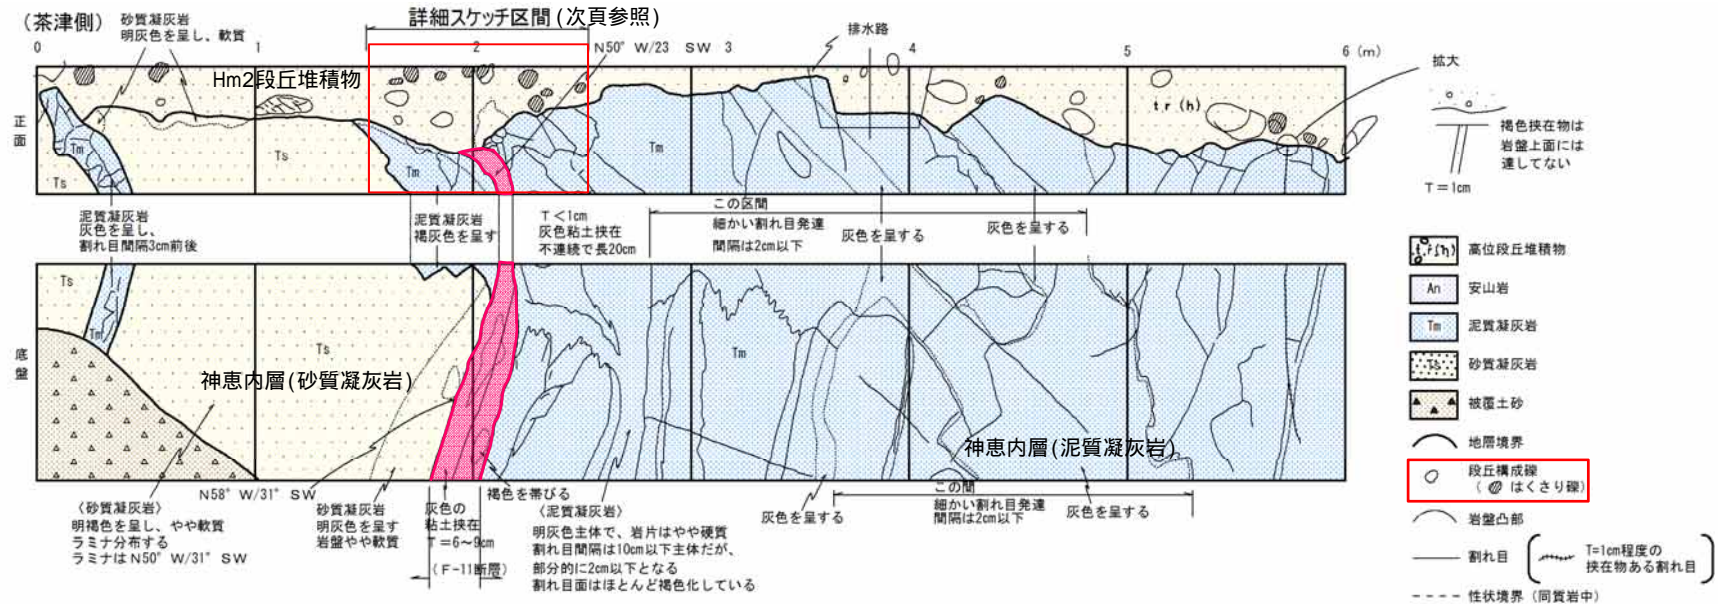 (茶津側)
砂質凝灰岩
明灰色を呈し、軟質
詳細スケッチ区間(次頁参照)
排水路
0
1
2
N50°W/23 SW
3
4
5
6 (m)
拡大
Hm2段丘堆積物
正面
Tm
Ts
Ts
Tm
Tm
tr(h)
褐色挟在物は
岩盤上面には
達してない
T=1cm
泥質凝灰岩
灰色を呈し、
割れ目間隔3cm前後
泥質凝灰岩
褐灰色を呈す
T<1cm
灰色粘土挟在
不連続で長20cm
この区間
細かい割れ目発達
間隔は2cm以下
灰色を呈する
灰色を呈する
底盤
Ts
Tm
Ts
Tm
神恵内層(砂質凝灰岩)
神恵内層(泥質凝灰岩)
N58°W/31°SW
〈砂質凝灰岩〉
明褐色を呈し、やや軟質
ラミナ分布する
ラミナはN50°W/31°SW
砂質凝灰岩
明灰色を呈す
岩盤やや軟質
灰色の
粘土挟在
T=6~9cm
(F-11断層)
褐色を帯びる
〈泥質凝灰岩〉
明灰色主体で、岩片はやや硬質
割れ目間隔は10cm以下主体だが、
部分的に2cm以下となる
割れ目面はほとんど褐色化している
灰色を呈する
この間
細かい割れ目発達
間隔は2cm以下
灰色を呈する
t.r(h)
高位段丘堆積物
An
安山岩
Tm
泥質凝灰岩
Ts
砂質凝灰岩
被覆土砂
地層境界
段丘構成礫
( はくさり礫)
岩盤凸部
割れ目
T=1cm程度の
挟在物ある割れ目
性状境界 (同質岩中)